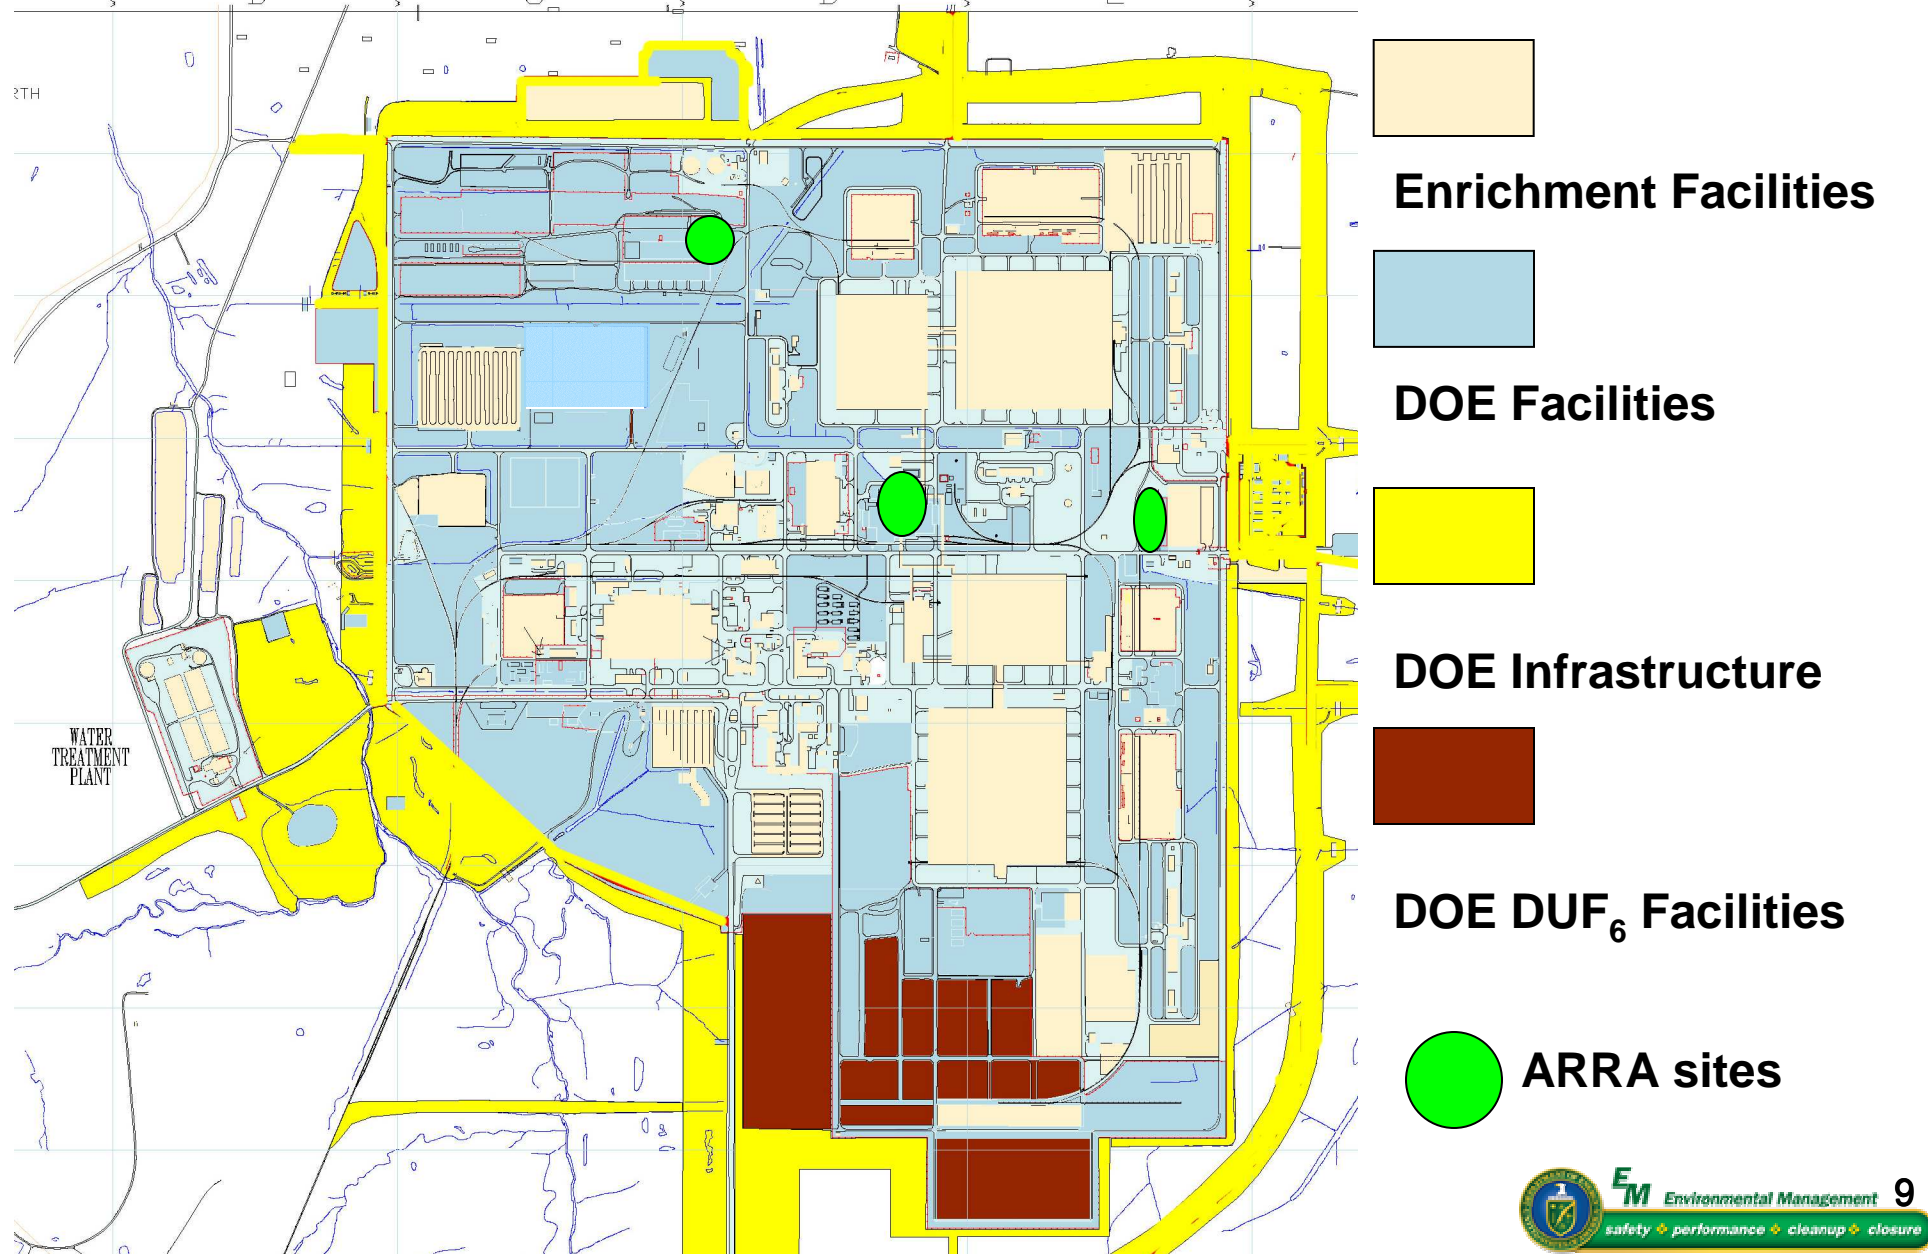 Enrichment Facilities
DOE Facilities
DOE Infrastructure
WATER
TREATMENT
PLANT
DOE DUF6 Facilities
ARRA sites
EM Environmental Management 9
safety performance cleanup closure